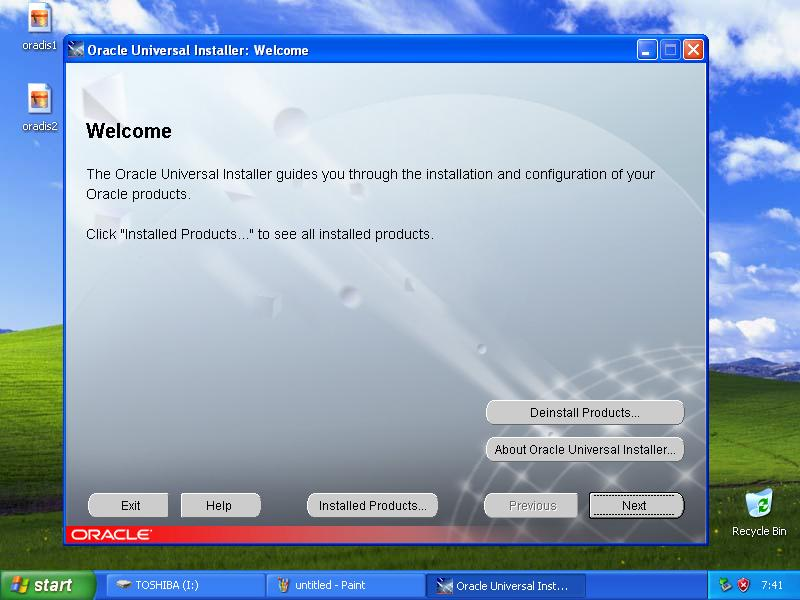 oradis1
oradis2
Oracle Universal Installer: Welcome
Welcome
The Oracle Universal Installer guides you through the installation and configuration of your
Oracle products.
Click "Installed Products..." to see all installed products.
Deinstall Products...
About Oracle Universal Installer...
Exit
Help
Installed Products...
Previous
Next
ORACLE
Recycle Bin
start
TOSHIBA (I:)
untitled - Paint
Oracle Universal Inst...
7:41